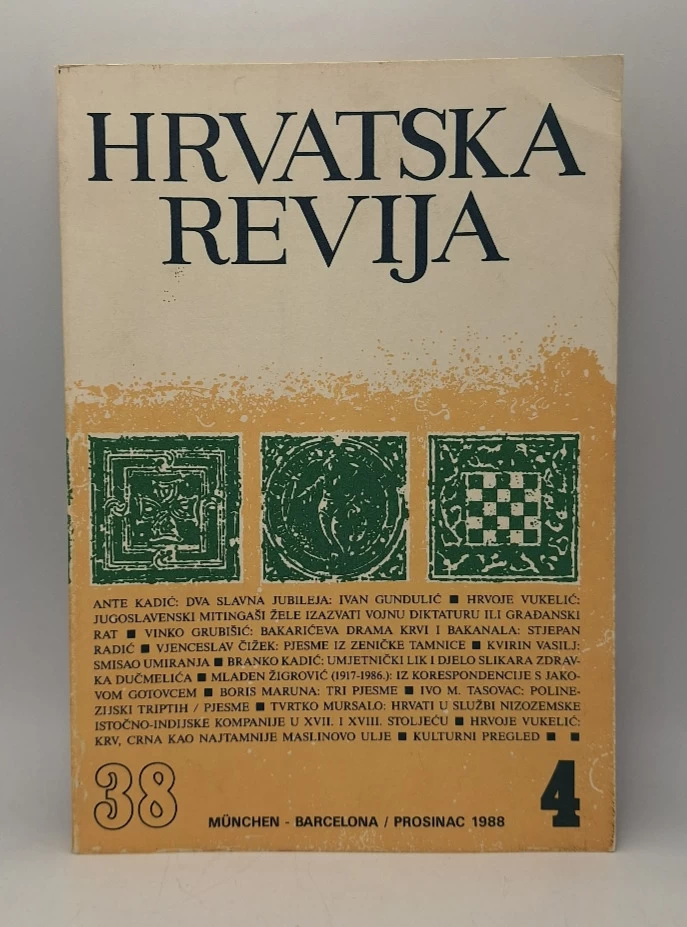 HRVATSKA
REVIJA
ANTE KADIĆ: DVA SLAVNA JUBILEJA: IVAN GUNDULIĆ ■ HRVOJE VUKELIĆ:
JUGOSLAVENSKI MITINGAŠI ŽELE IZAZVATI VOJNU DIKTATURU ILI GRAĐANSKI
RAT ■ VINKO GRUBIŠIĆ: BAKARIĆEVA DRAMA KRVI I BAKANALA: STJEPAN
RADIĆ ■ VJENCESLAV ČIŽEK: PJESME IZ ZENIČKE TAMNICE ■ KVIRIN VASILJ:
SMISAO UMIRANJA ■ BRANKO KADIĆ: UMJETNIČKI LIK I DJELO SLIKARA ZDRAV-
KA DUČMELIĆA ■ MLADEN ŽIGROVIĆ (1917-1986.): IZ KORESPONDENCIJE S JAKO-
VOM GOTOVCEM ■ BORIS MARUNA: TRI PJESME ■ IVO M. TASOVAC: POLINE-
ZIJSKI TRIPTIH / PJESME ■ TVRTKO MURSALO: HRVATI U SLUŽBI NIZOZEMSKE
ISTOČNO-INDIJSKE KOMPANIJE U XVII. I XVIII. STOLJEĆU ■ HRVOJE VUKELIĆ:
KRV, CRNA KAO NAJTAMNIJE MASLINOVO ULJE ■ KULTURNI PREGLED ■ ■
38 MÜNCHEN - BARCELONA / PROSINAC 1988 4